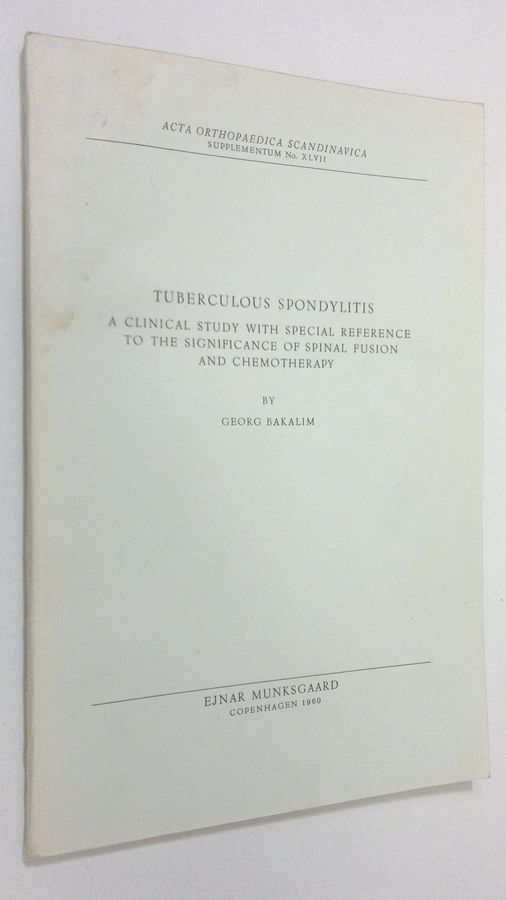 ACTA ORTHOPAEDICA SCANDINAVICA
SUPPLEMENTUM No. XLVII
TUBERCULOUS SPONDYLITIS
A CLINICAL STUDY WITH SPECIAL REFERENCE
TO THE SIGNIFICANCE OF SPINAL FUSION
AND CHEMOTHERAPY
BY
GEORG BAKALIM
EJNAR MUNKSGAARD
COPENHAGEN 1960